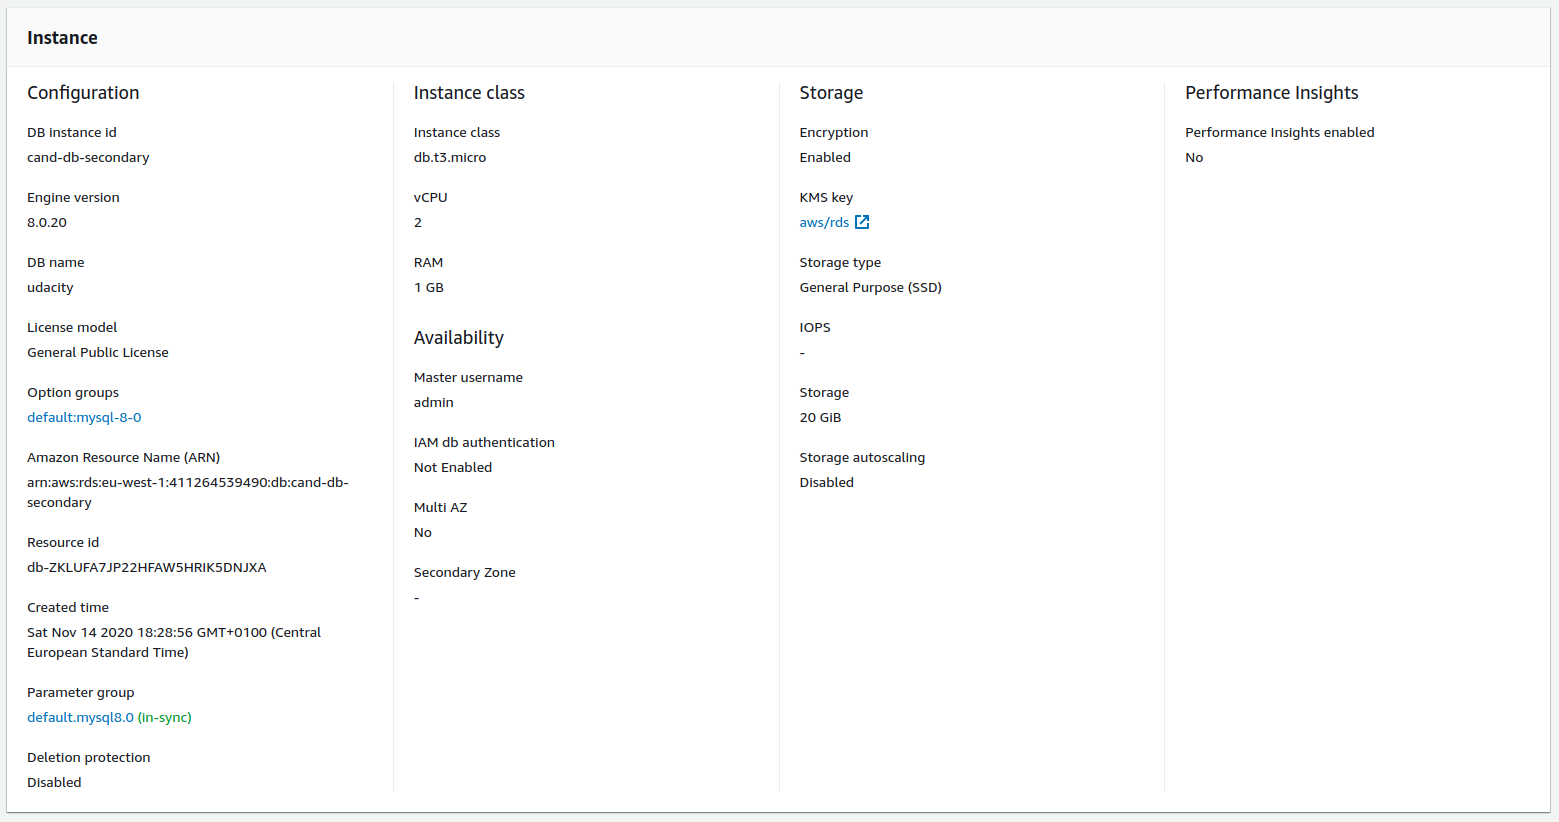 Instance
Configuration
DB instance id
cand-db-secondary
Engine version
8.0.20
DB name
udacity
License model
General Public License
Option groups
default:mysql-8-0
Amazon Resource Name (ARN)
arn:aws:rds:eu-west-1:411264539490:db:cand-db-
secondary
Resource id
db-ZKLUFA7JP22HFAW5HRIK5DNJXA
Created time
Sat Nov 14 2020 18:28:56 GMT+0100 (Central
European Standard Time)
Parameter group
default.mysql8.0 (in-sync)
Deletion protection
Disabled
Instance class
Instance class
db.t3.micro
vCPU
2
RAM
1 GB
Availability
Master username
admin
IAM db authentication
Not Enabled
Multi AZ
No
Secondary Zone
-
Storage
Encryption
Enabled
KMS key
aws/rds
Storage type
General Purpose (SSD)
IOPS
-
Storage
20 GiB
Storage autoscaling
Disabled
Performance Insights
Performance Insights enabled
No